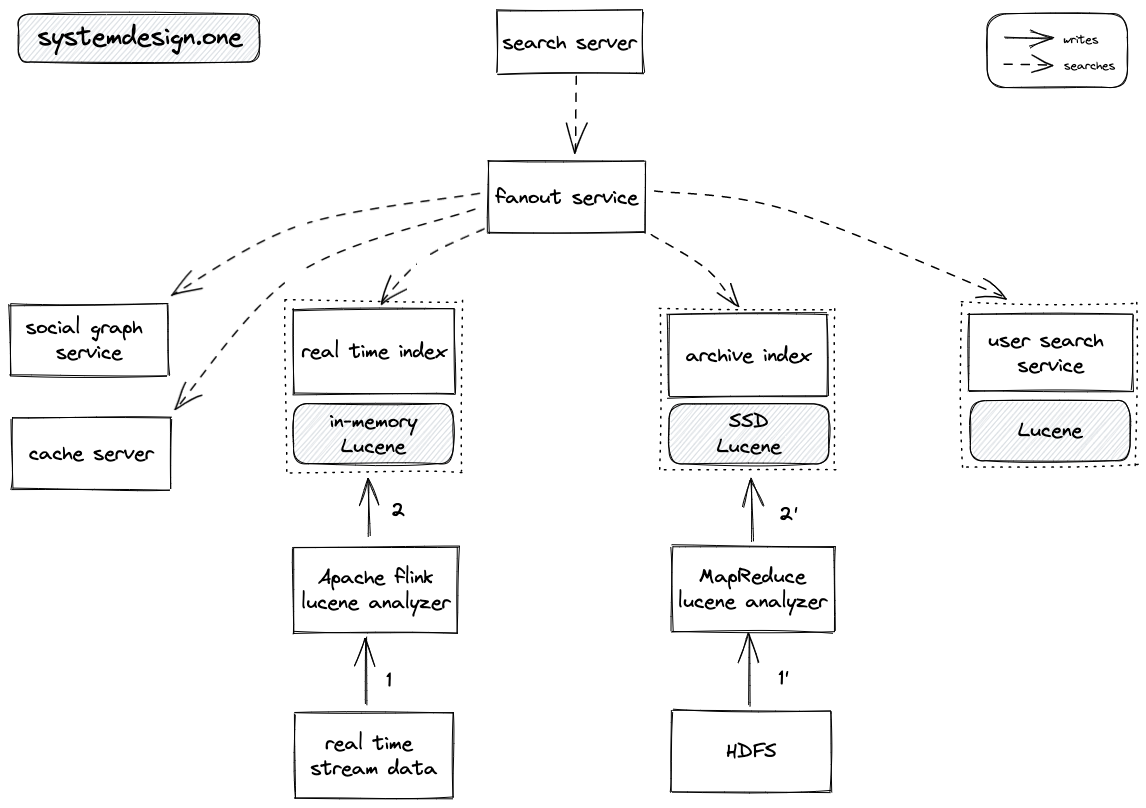 systemdesign.one
search server
writes
searches
fanout service
social graph
service
real time index
archive index
user search
service
cache server
in-memory
Lucene
SSD
Lucene
Lucene
2
2'
Apache flink
lucene analyzer
MapReduce
lucene analyzer
1
1'
real time
stream data
HDFS